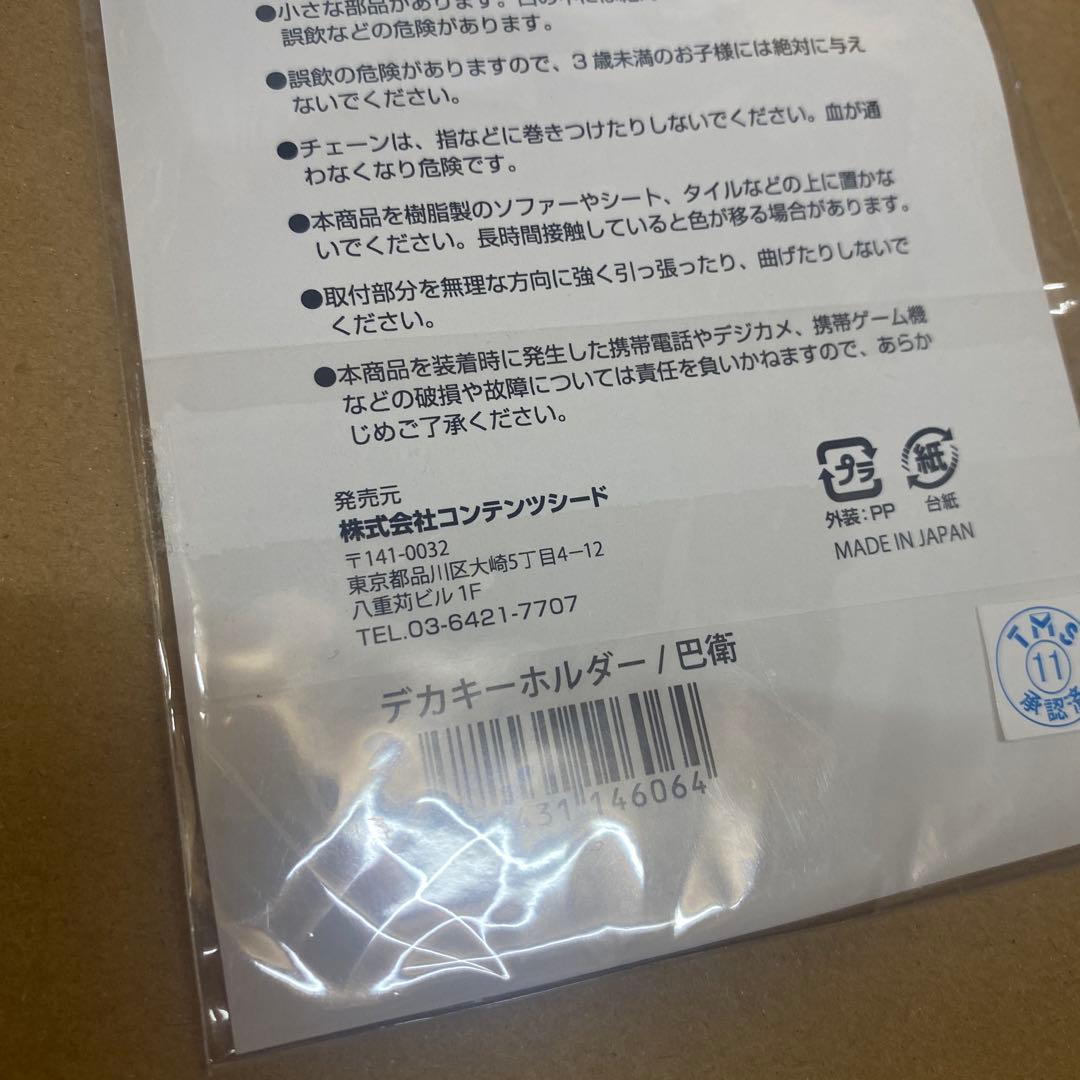 ●小さな部品があります。
誤飲などの危険があります。
●誤飲の危険がありますので、3歳未満のお子様には絶対に与え
ないでください。
●チェーンは、指などに巻きつけたりしないでください。血が通
わなくなり危険です。
●本商品を樹脂製のソファーやシート、タイルなどの上に置かな
いでください。長時間接触していると色が移る場合があります。
●取付部分を無理な方向に強く引っ張ったり、曲げたりしないで
ください。
●本商品を装着時に発生した携帯電話やデジカメ、携帯ゲーム機
などの破損や故障については責任を負いかねますので、あらか
じめご了承ください。
プラ
紙
外装：PP
台紙
MADE IN JAPAN
発売元
株式会社コンテンツシード
〒141-0032
東京都品川区大崎5丁目4-12
八重苅ビル1F
TEL.03-6421-7707
デカキーホルダー / 巴衛
431 146064
TMS
11
承認済